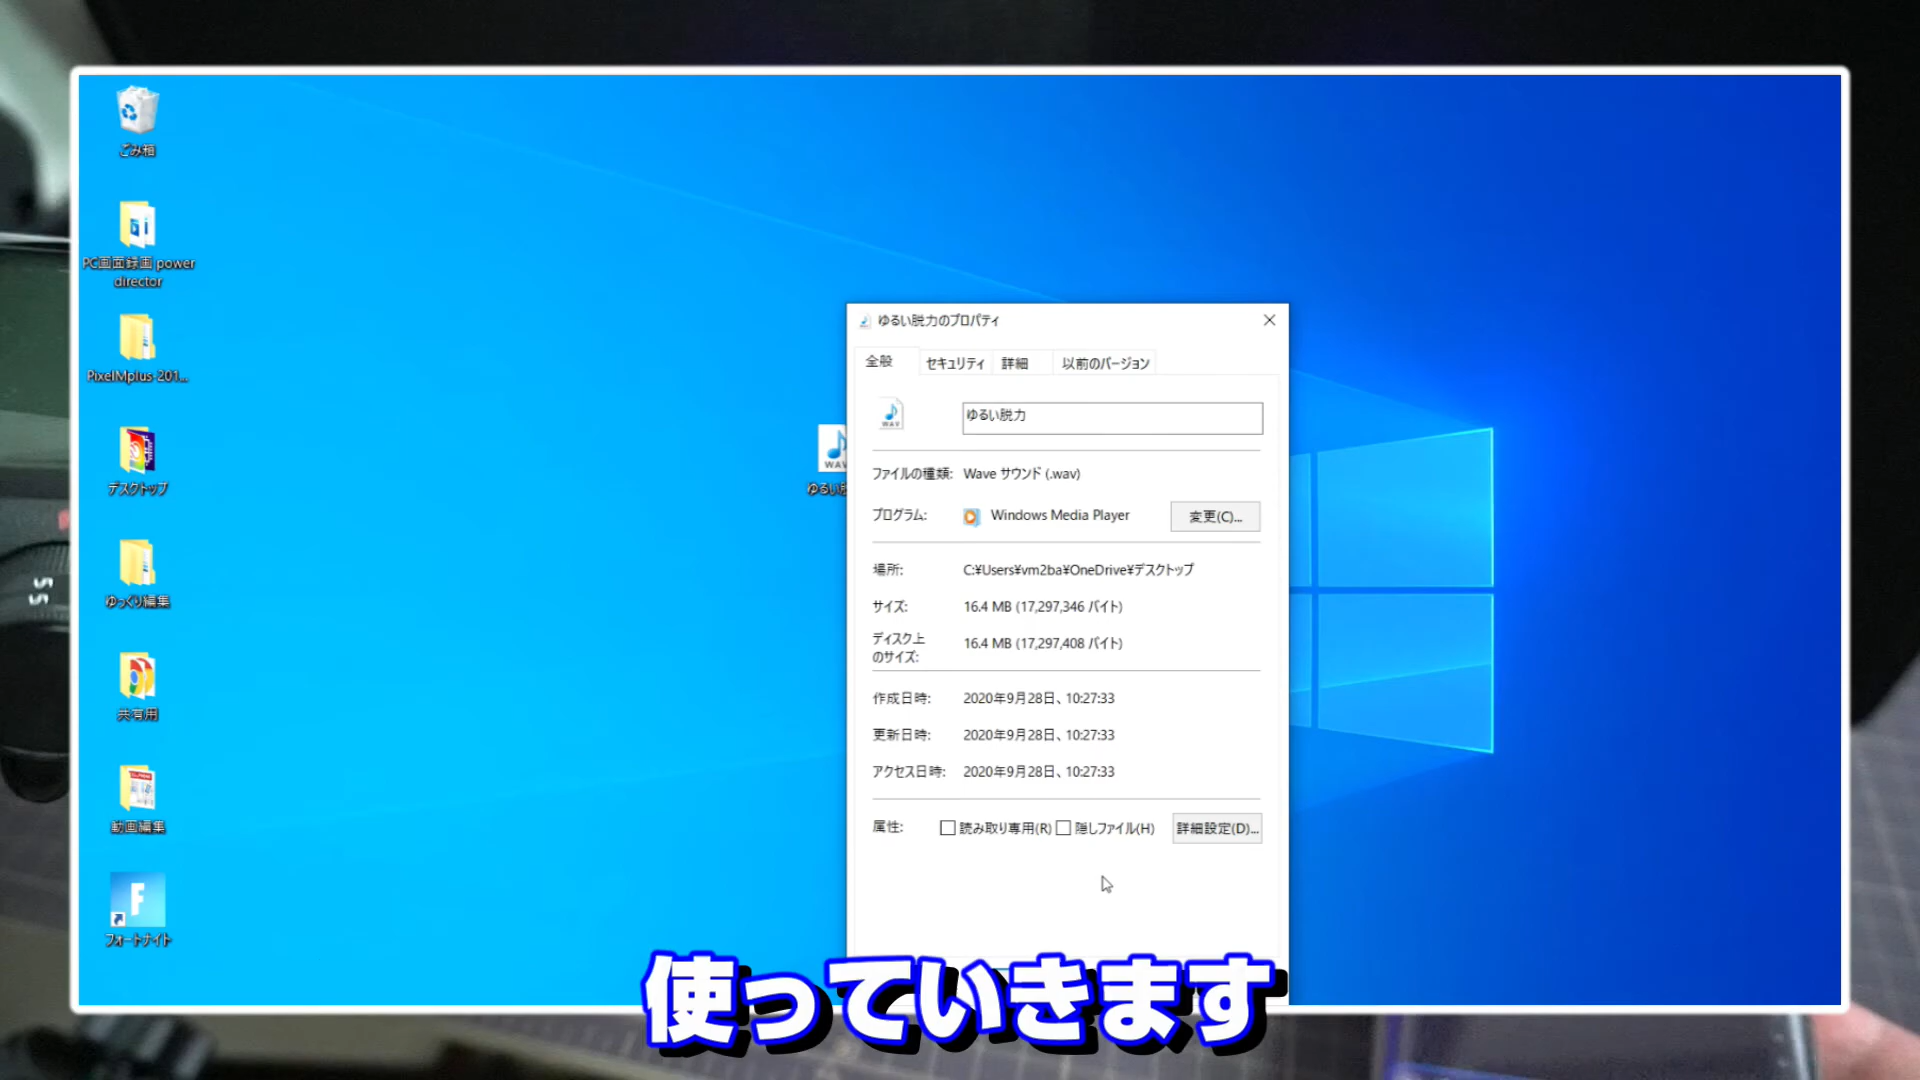 ごみ箱
PC画面録画 power
director
PixelMplus-201...
デスクトップ
ゆっくり編集
共有用
動画編集
フォートナイト
WAV
ゆるい脱
ゆるい脱力のプロパティ
全般 セキュリティ 詳細 以前のバージョン
WAV
ゆるい脱力
ファイルの種類: Wave サウンド (.wav)
プログラム: Windows Media Player 変更(C)...
場所: C:¥Users¥vm2ba¥OneDrive¥デスクトップ
サイズ: 16.4 MB (17,297,346 バイト)
ディスク上
のサイズ: 16.4 MB (17,297,408 バイト)
作成日時: 2020年9月28日、10:27:33
更新日時: 2020年9月28日、10:27:33
アクセス日時: 2020年9月28日、10:27:33
属性: 読み取り専用(R) 隠しファイル(H) 詳細設定(D)...
使っていきます